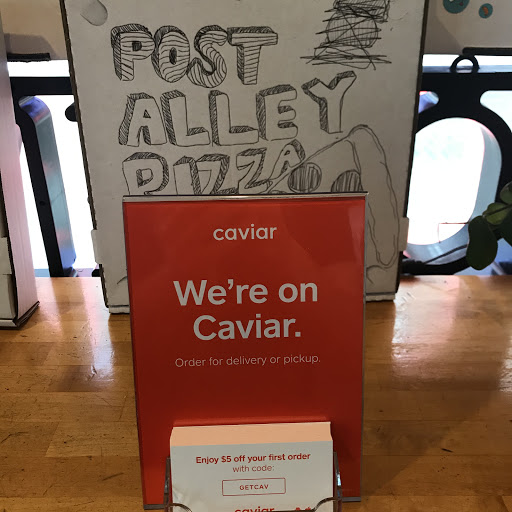 POST
ALLEY
PIZZA
caviar
We're on
Caviar.
Order for delivery or pickup.
Enjoy $5 off your first order
with code:
GETCAV
caviar